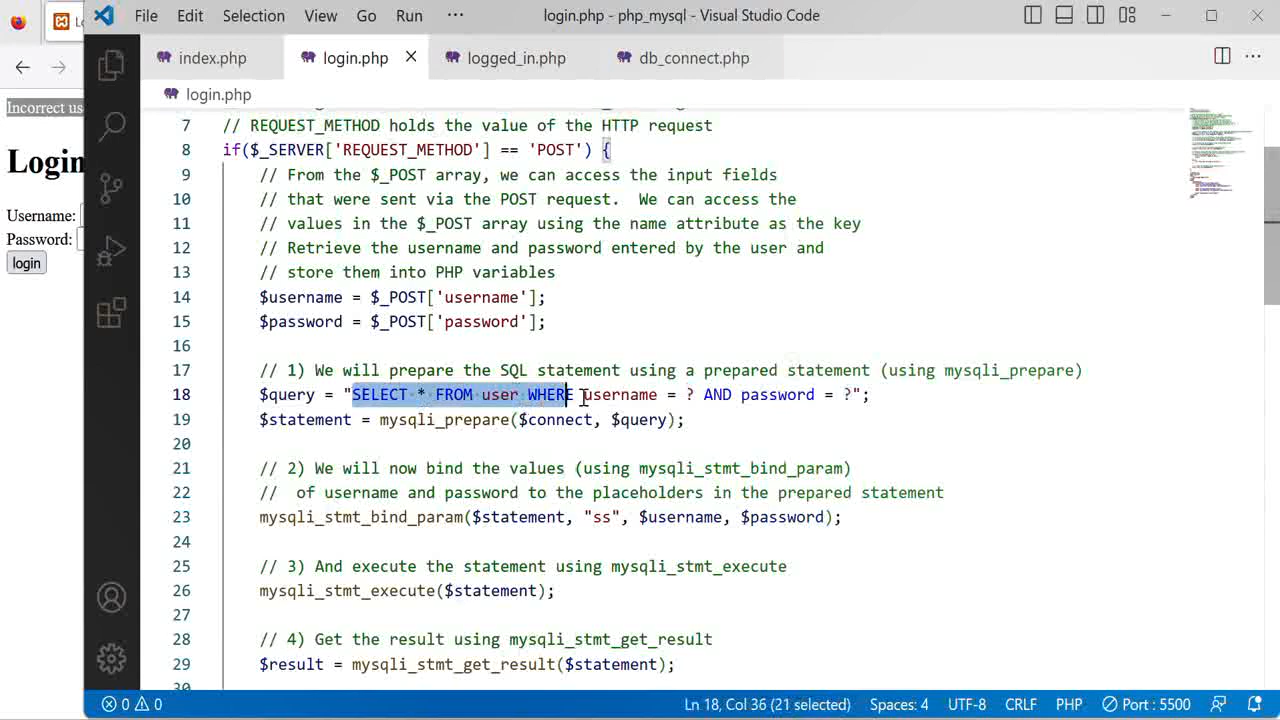 File Edit Selection View Go Run ··· login.php - php_mysql - Visual Studio Code
index.php login.php logged_in.php db_connect.php
login.php
Incorrect us
Login
Username:
Password:
login
7 // REQUEST_METHOD holds the value of the HTTP request
8 if($_SERVER['REQUEST_METHOD'] == 'POST'){
9 // From the $_POST array, we can access the input fields
10 // that were sent via the POST request.  We can access the
11 // values in the $_POST array using the name attribute as the key
12 // Retrieve the username and password entered by the user and
13 // store them into PHP variables
14 $username = $_POST['username'];
15 $password = $_POST['password'];
16
17 // 1) We will prepare the SQL statement using a prepared statement (using mysqli_prepare)
18 $query = "SELECT * FROM user WHERE username = ? AND password = ?";
19 $statement = mysqli_prepare($connect, $query);
20
21 // 2) We will now bind the values (using mysqli_stmt_bind_param)
22 //  of username and password to the placeholders in the prepared statement
23 mysqli_stmt_bind_param($statement, "ss", $username, $password);
24
25 // 3) And execute the statement using mysqli_stmt_execute
26 mysqli_stmt_execute($statement);
27
28 // 4) Get the result using mysqli_stmt_get_result
29 $result = mysqli_stmt_get_result($statement);
30
0 0 Ln 18, Col 36 (21 selected) Spaces: 4 UTF-8 CRLF PHP Port : 5500